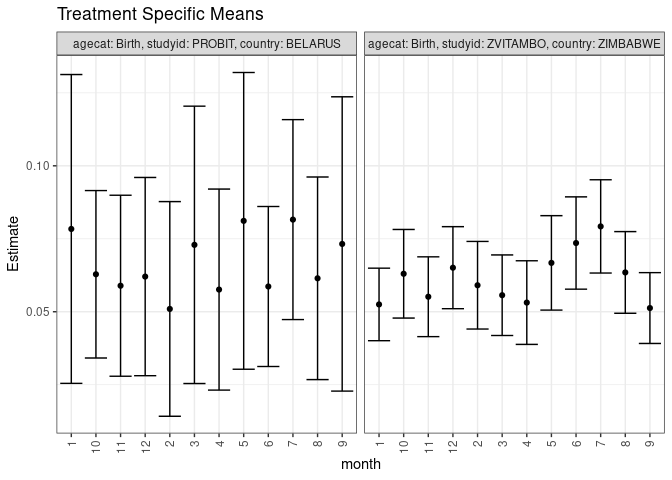 Treatment Specific Means
agecat: Birth, studyid: PROBIT, country: BELARUS
agecat: Birth, studyid: ZVITAMBO, country: ZIMBABWE
0.10
0.05
Estimate
1 10 11 12 2 3 4 5 6 7 8 9
1 10 11 12 2 3 4 5 6 7 8 9
month